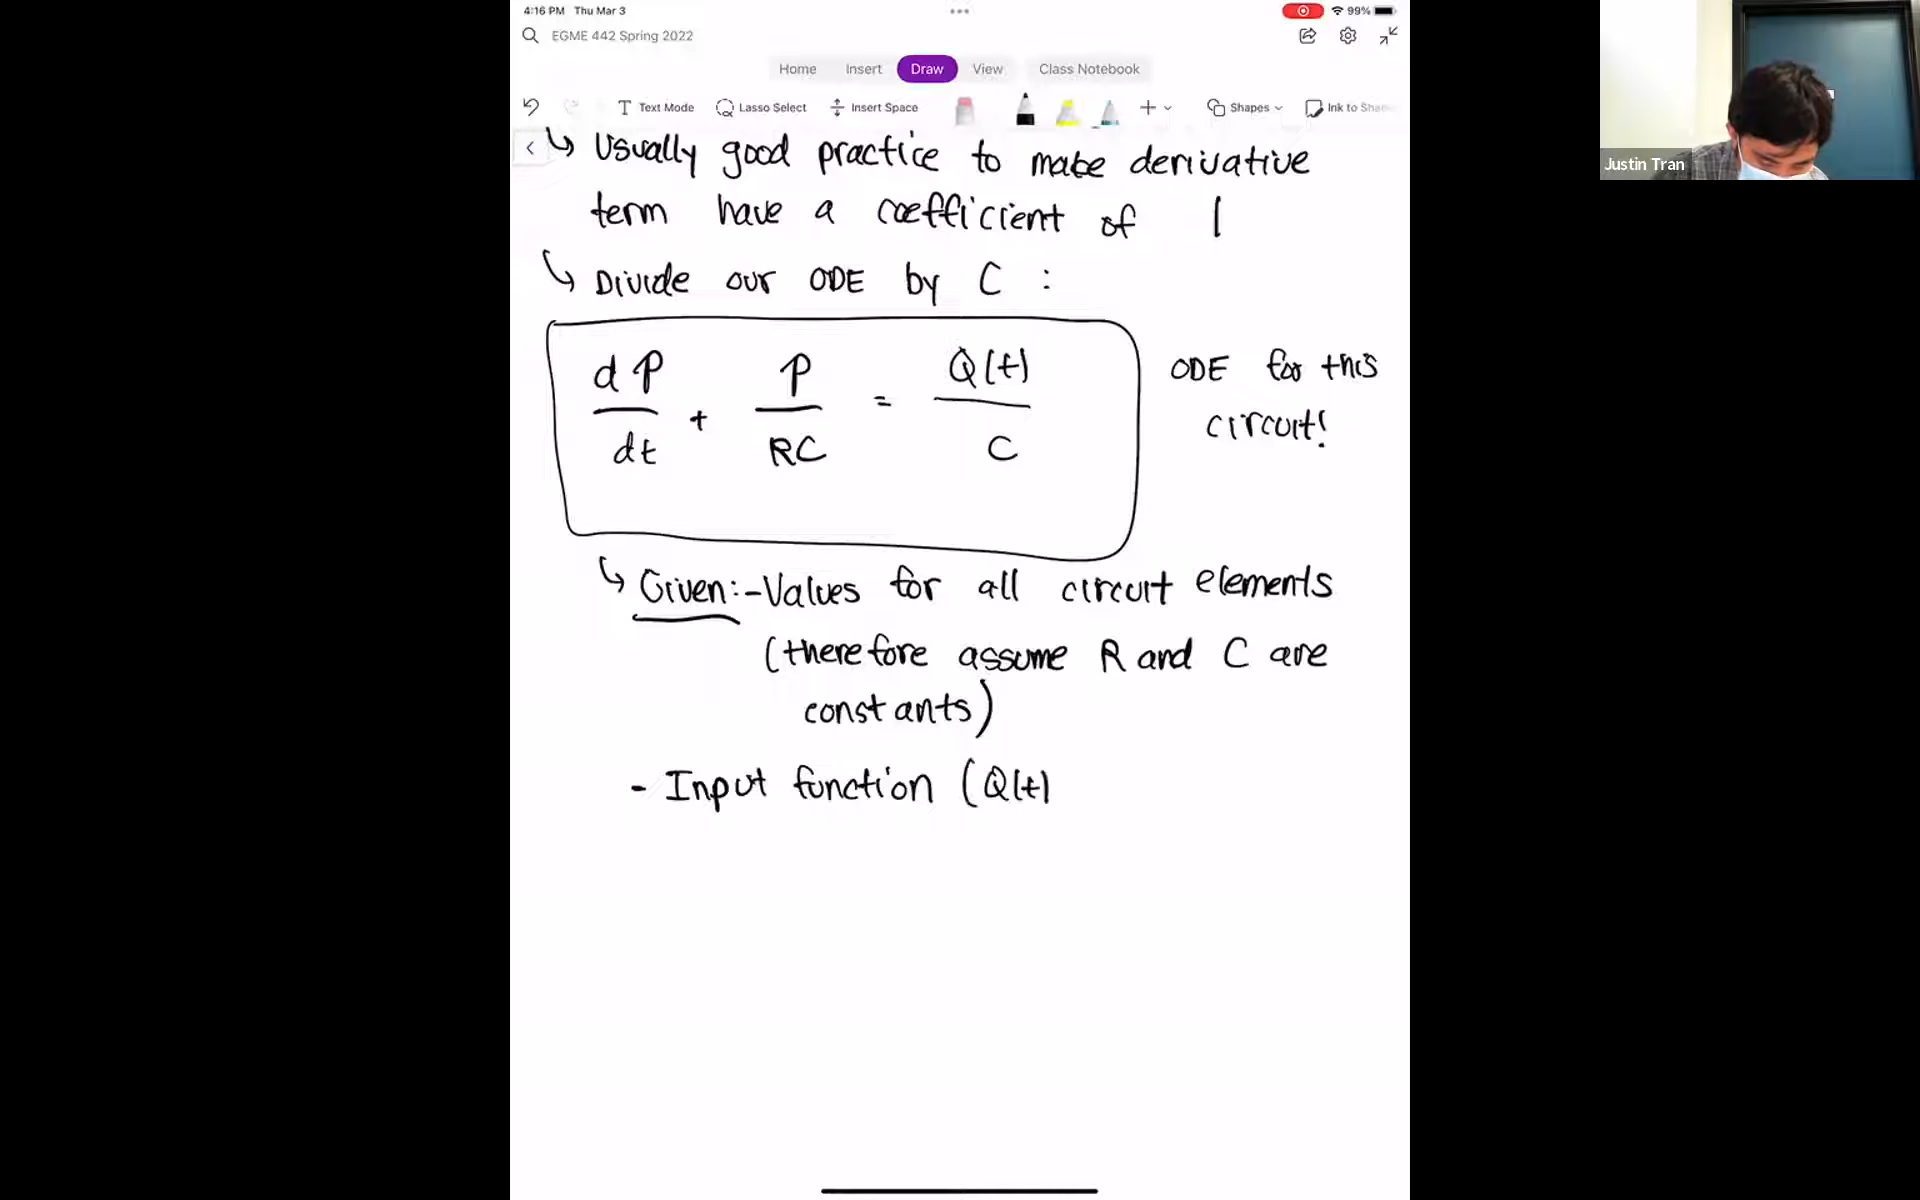 4:16 PM Thu Mar 3
99%
EGME 442 Spring 2022
Home Insert Draw View Class Notebook
Text Mode Lasso Select Insert Space Shapes Ink to Sha
Usually good practice to make derivative
term have a coefficient of 1
Divide our ODE by C :
dP/dt + P/RC = Q(t)/C
ODE for this
circuit!
Given: - Values for all circuit elements
(therefore assume R and C are
constants)
- Input function (Q(t)
Justin Tran